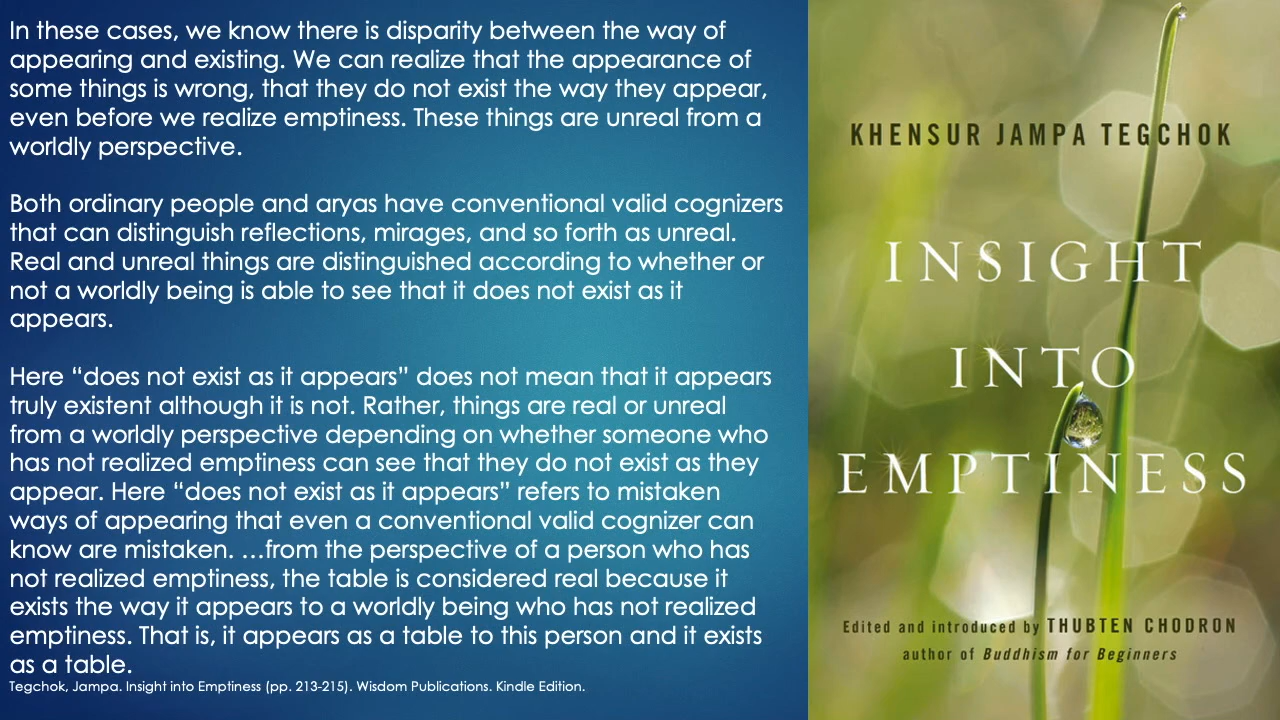 In these cases, we know there is disparity between the way of
appearing and existing. We can realize that the appearance of
some things is wrong, that they do not exist the way they appear,
even before we realize emptiness. These things are unreal from a
worldly perspective.
Both ordinary people and aryas have conventional valid cognizers
that can distinguish reflections, mirages, and so forth as unreal.
Real and unreal things are distinguished according to whether or
not a worldly being is able to see that it does not exist as it
appears.
Here “does not exist as it appears” does not mean that it appears
truly existent although it is not. Rather, things are real or unreal
from a worldly perspective depending on whether someone who
has not realized emptiness can see that they do not exist as they
appear. Here “does not exist as it appears” refers to mistaken
ways of appearing that even a conventional valid cognizer can
know are mistaken. …from the perspective of a person who has
not realized emptiness, the table is considered real because it
exists the way it appears to a worldly being who has not realized
emptiness. That is, it appears as a table to this person and it exists
as a table.
Tegchok, Jampa. Insight into Emptiness (pp. 213-215). Wisdom Publications. Kindle Edition.
KHENSUR JAMPA TEGCHOK
INSIGHT
INTO
EMPTINESS
Edited and introduced by THUBTEN CHODRON
author of Buddhism for Beginners